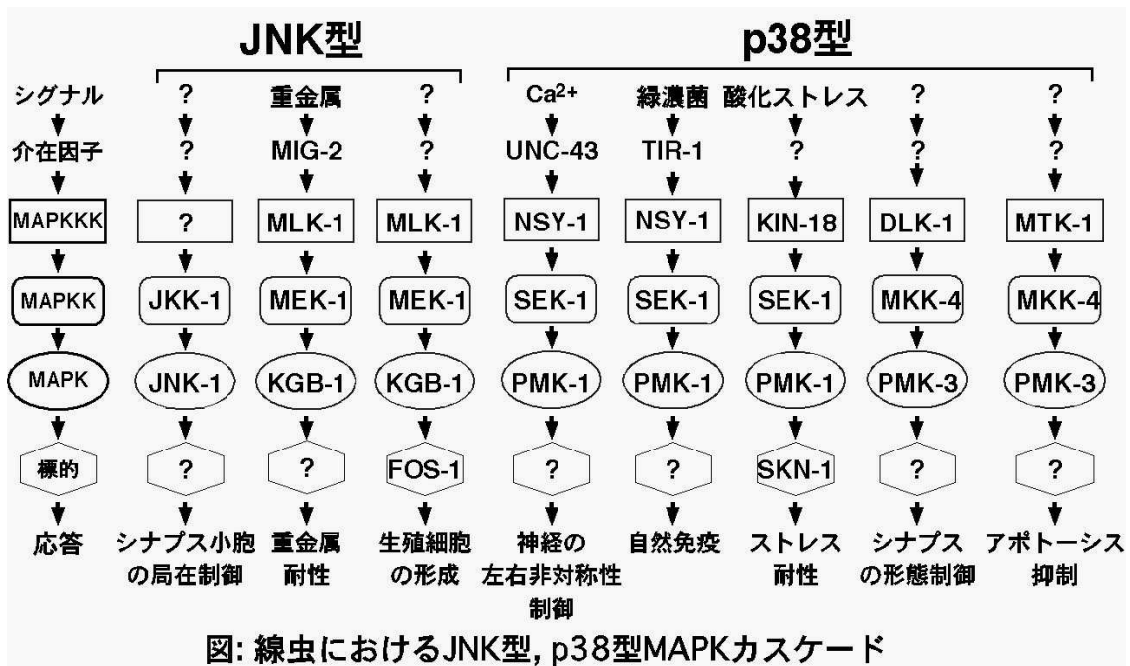 JNK型 p38型
シグナル ? 重金属 ? Ca²⁺ 緑濃菌 酸化ストレス ? ?
介在因子 ? MIG-2 ? UNC-43 TIR-1 ? ? ?
MAPKKK ? MLK-1 MLK-1 NSY-1 NSY-1 KIN-18 DLK-1 MTK-1
MAPKK JKK-1 MEK-1 MEK-1 SEK-1 SEK-1 SEK-1 MKK-4 MKK-4
MAPK JNK-1 KGB-1 KGB-1 PMK-1 PMK-1 PMK-1 PMK-3 PMK-3
標的 ? ? FOS-1 ? ? SKN-1 ? ?
応答 シナプス小胞 重金属 生殖細胞 神経の 自然免疫 ストレス シナプス アポトーシス
の局在制御 耐性 の形成 左右非対称性 耐性 の形態制御 抑制
制御
図: 線虫におけるJNK型, p38型MAPKカスケード